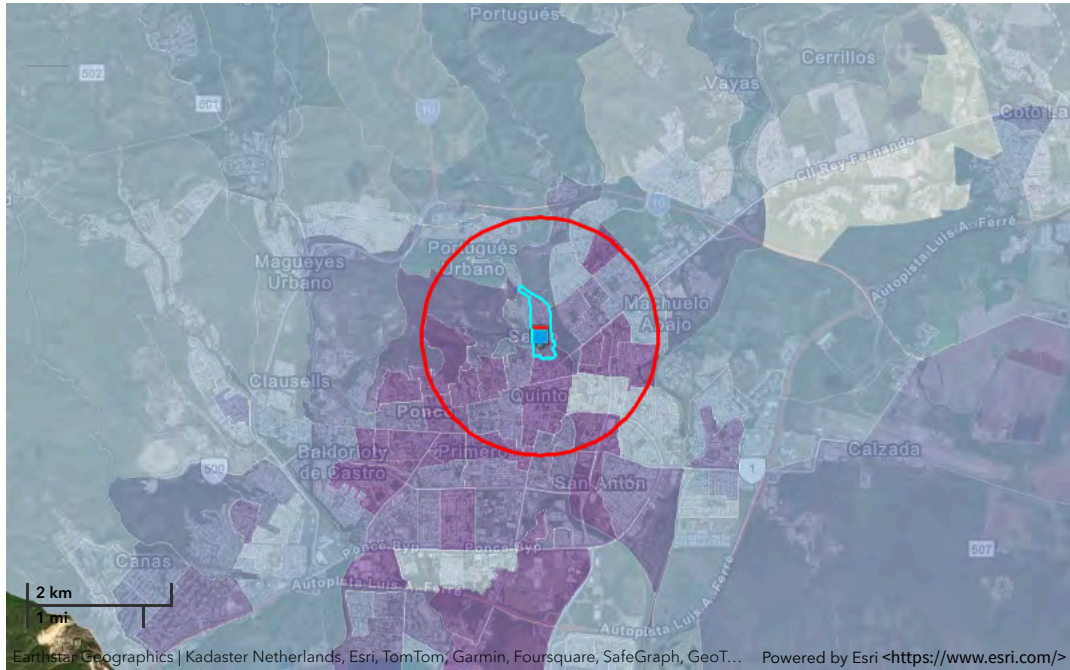 Portugués
502
Cerrillos
Vayas
501
10
Coto La
Cll Rey Fernando
10
Portugués
Urbano
Autopista Luis A. Ferré
Magueyes
Urbano
Machuelo
Abajo
Clausells
Quinto
Ponce
Baldorioty
de Castro
Primero
Calzada
500
1
San Antón
Canas
Ponce Byp
Ponce Byp
507
Autopista Luis A. Ferré
2 km
1 mi
Autopista Luis A. Ferré
Earthstar Geographics | Kadaster Netherlands, Esri, TomTom, Garmin, Foursquare, SafeGraph, GeoT... Powered by Esri <https://www.esri.com/>